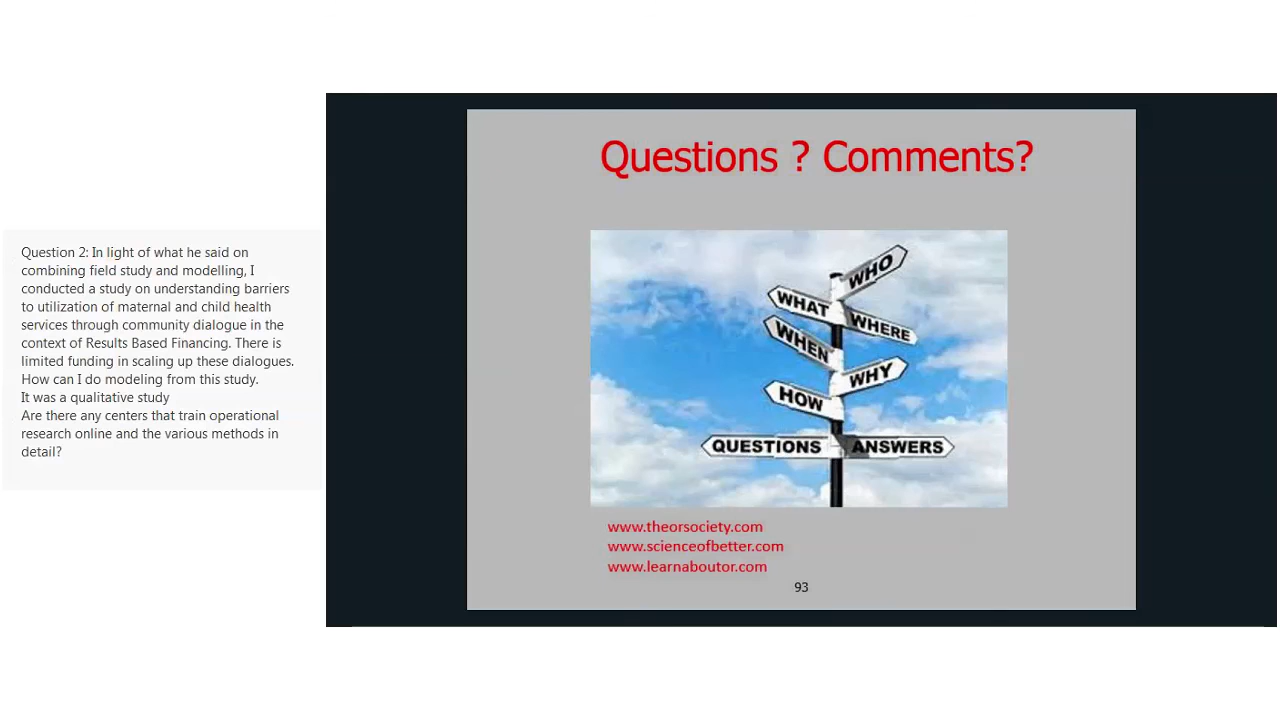 Question 2: In light of what he said on
combining field study and modelling, I
conducted a study on understanding barriers
to utilization of maternal and child health
services through community dialogue in the
context of Results Based Financing. There is
limited funding in scaling up these dialogues.
How can I do modeling from this study.
It was a qualitative study
Are there any centers that train operational
research online and the various methods in
detail?
Questions ? Comments?
WHO
WHAT
WHERE
WHEN
WHY
HOW
QUESTIONS ANSWERS
www.theorsociety.com
www.scienceofbetter.com
www.learnaboutor.com
93